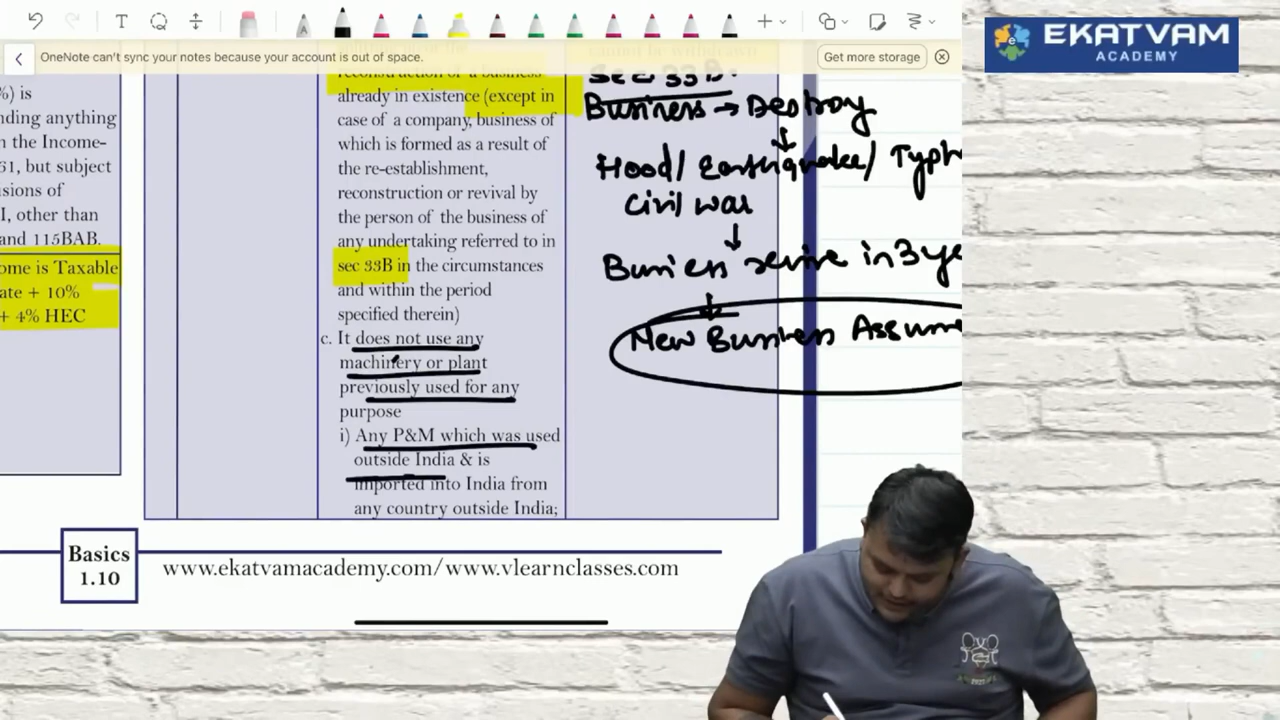 OneNote can't sync your notes because your account is out of space.
Get more storage
EKATVAM
ACADEMY
%) is
nding anything
n the Income-
61, but subject
sions of
I, other than
and 115BAB.
ome is Taxable
ate + 10%
+ 4% HEC
reconstruction of a business
already in existence (except in
case of a company, business of
which is formed as a result of
the re-establishment,
reconstruction or revival by
the person of the business of
any undertaking referred to in
sec 33B in the circumstances
and within the period
specified therein)
c. It does not use any
machinery or plant
previously used for any
purpose
i) Any P&M which was used
outside India & is
imported into India from
any country outside India;
Sec 33B.
Business → Destroy
↓
Flood/ Earthquake/ Typh
Civil war
↓
Business revive in 3 ye
↓
New Business Assum
Basics
1.10
www.ekatvamacademy.com/www.vlearnclasses.com